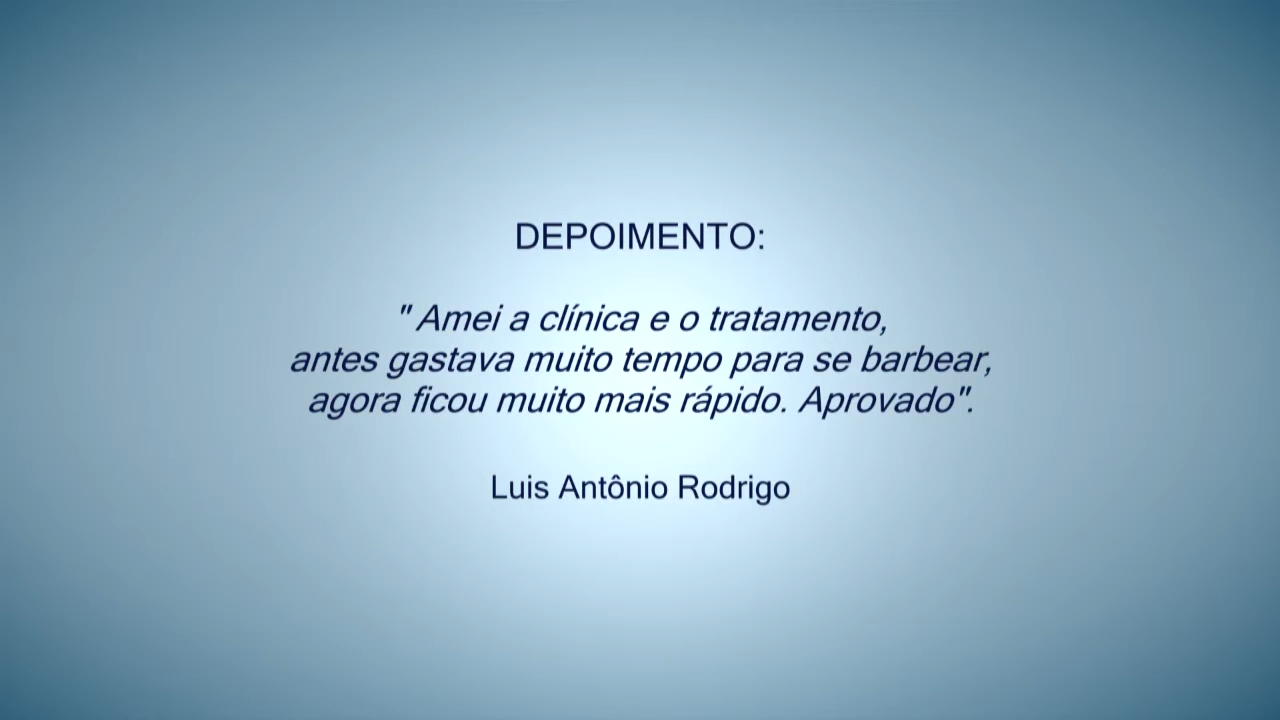 DEPOIMENTO:
" Amei a clínica e o tratamento,
antes gastava muito tempo para se barbear,
agora ficou muito mais rápido. Aprovado".
Luis Antônio Rodrigo